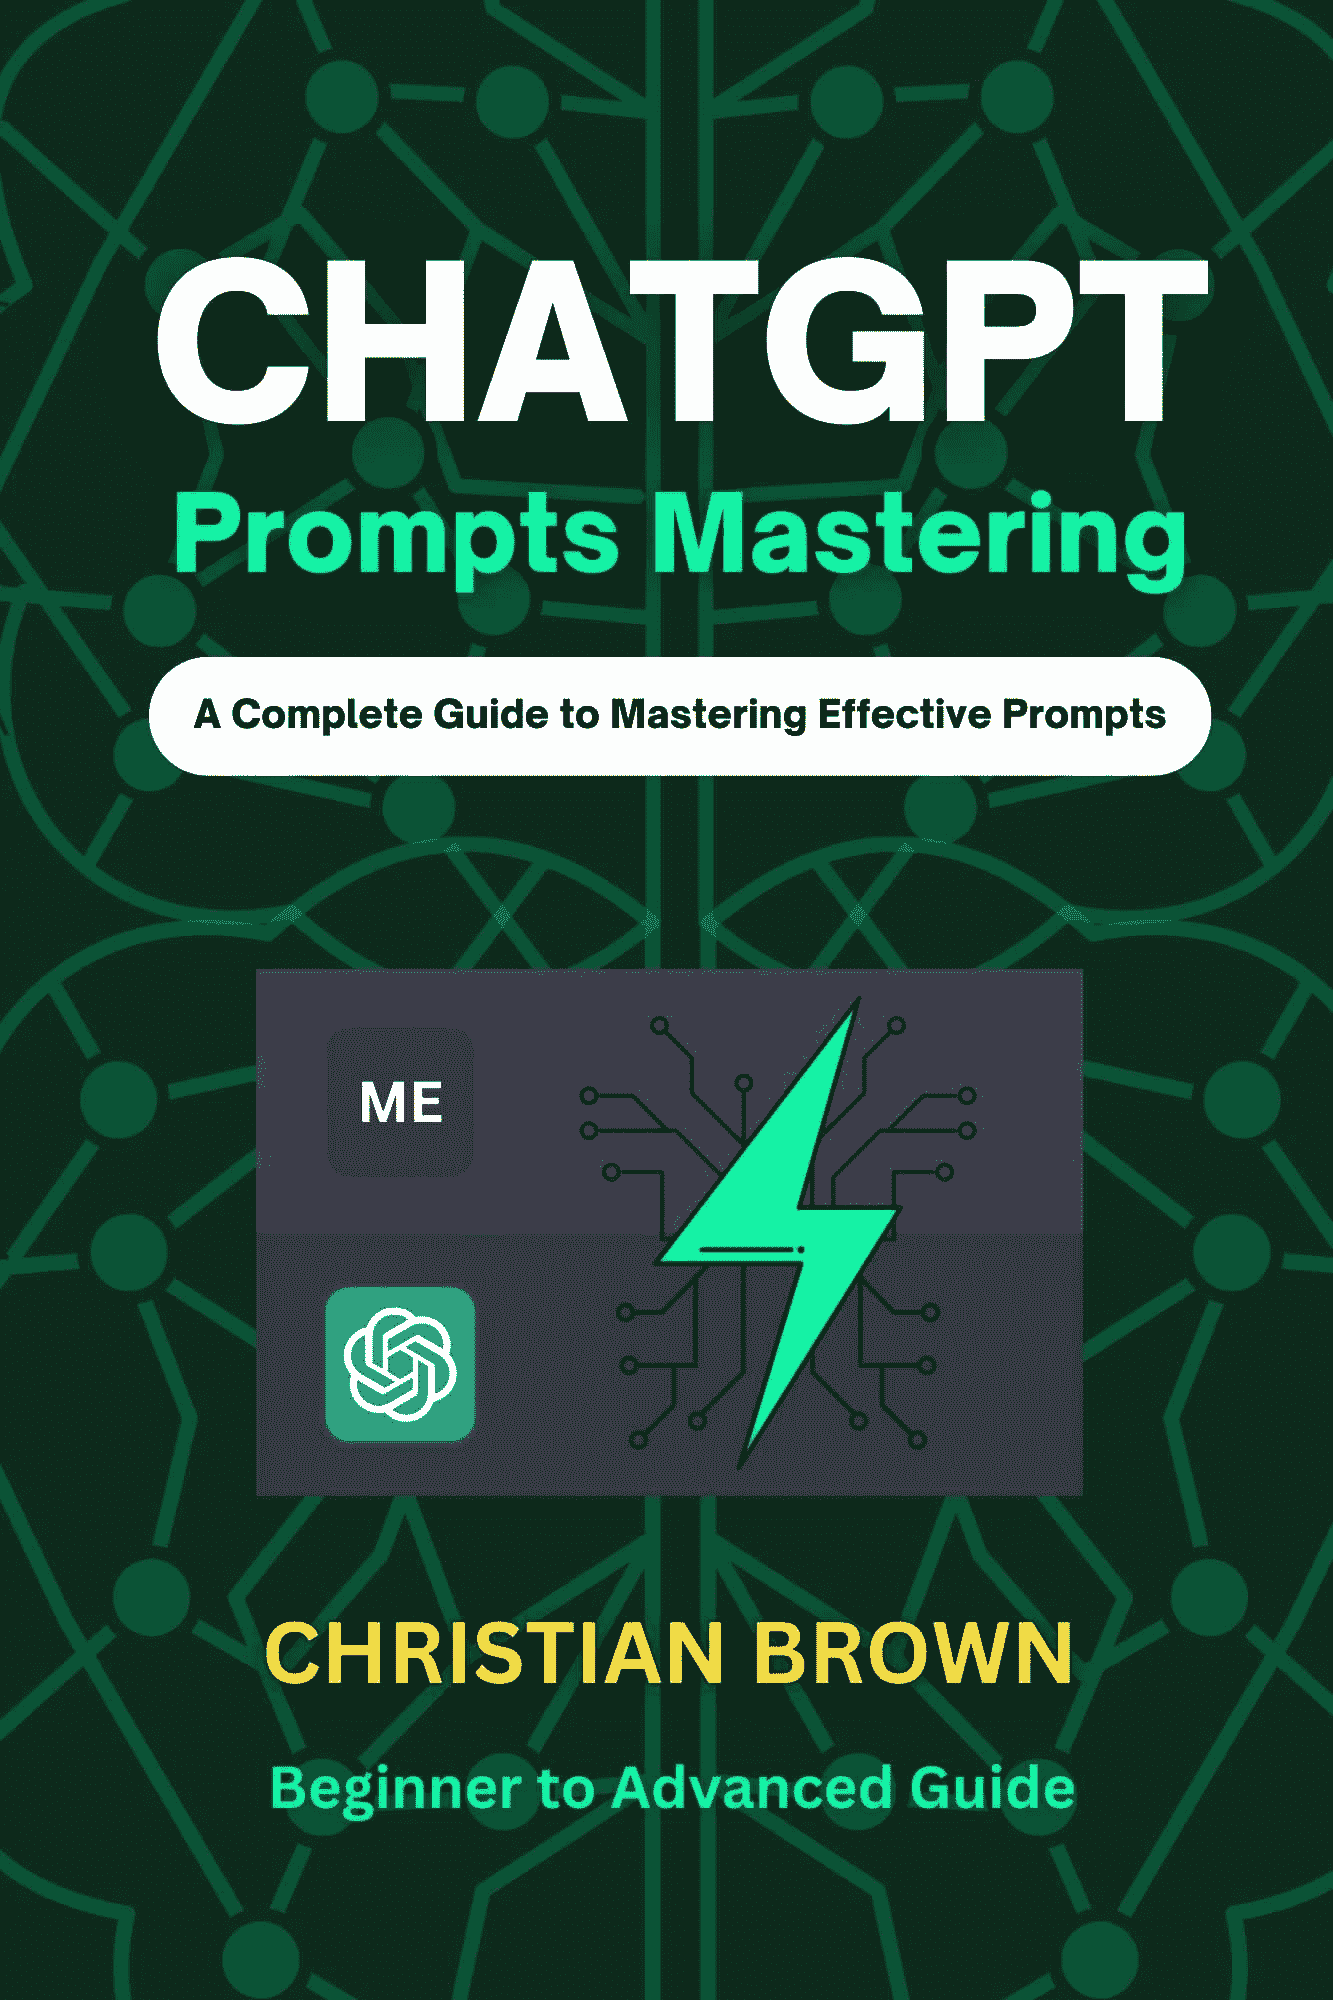 CHATGPT
Prompts Mastering
A Complete Guide to Mastering Effective Prompts
ME
CHRISTIAN BROWN
Beginner to Advanced Guide